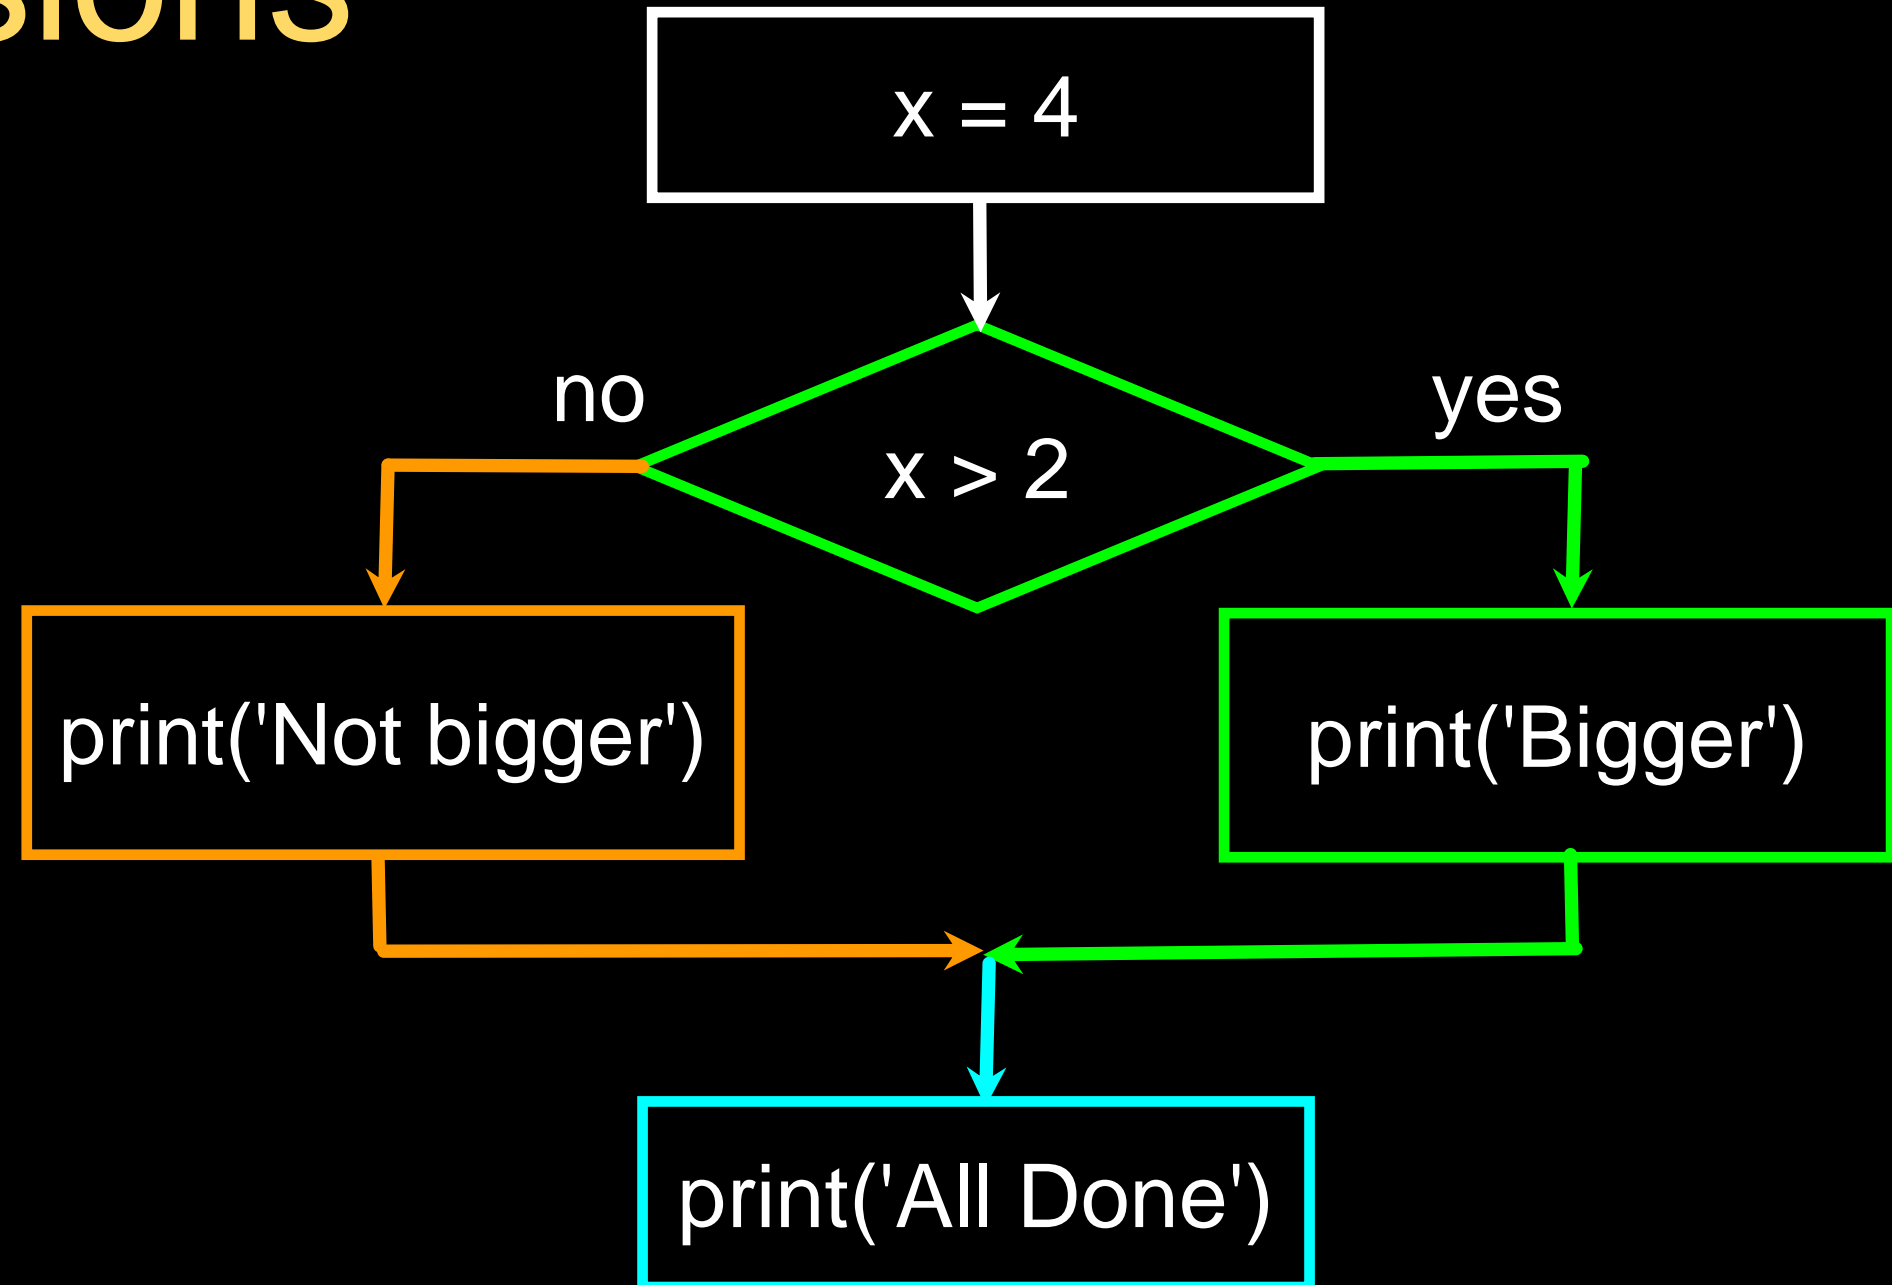 x = 4
no
yes
x > 2
print('Not bigger')
print('Bigger')
print('All Done')